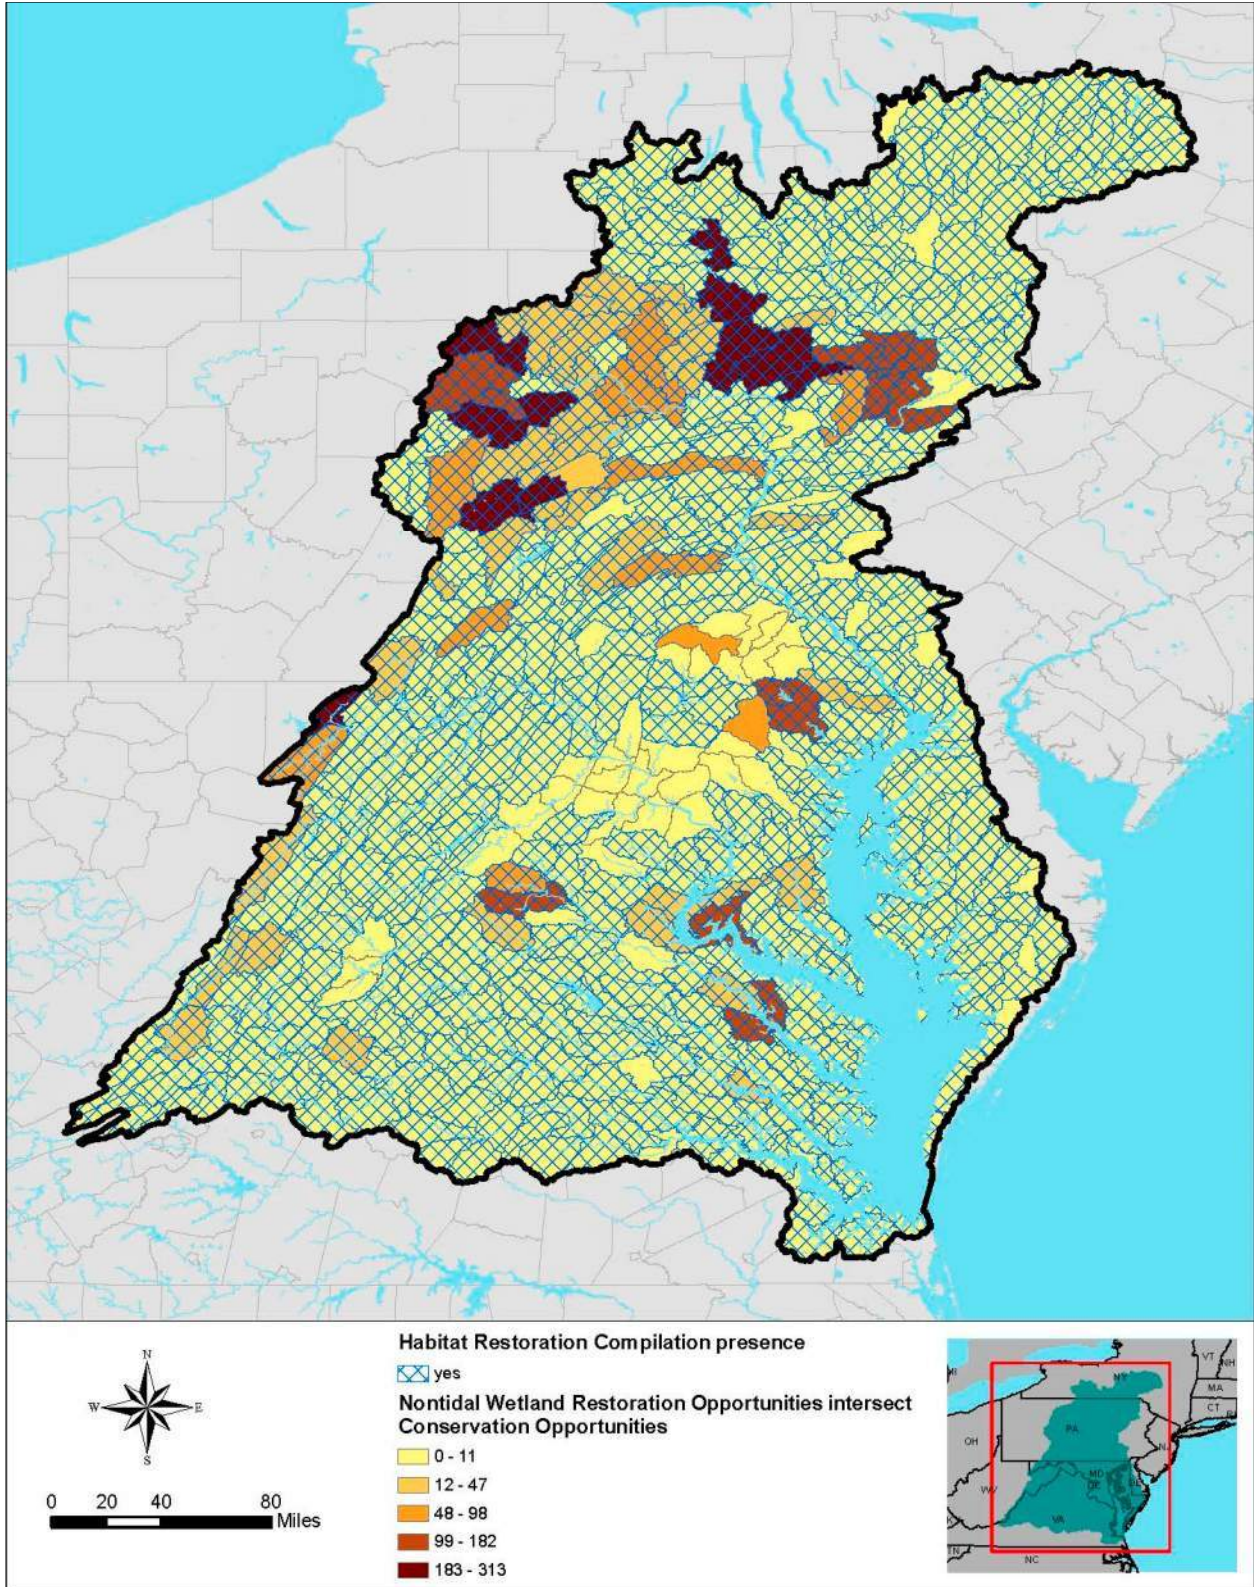 Habitat Restoration Compilation presence
yes
Nontidal Wetland Restoration Opportunities intersect
Conservation Opportunities
0 - 11
12 - 47
48 - 98
99 - 182
183 - 313
N
W E
S
0 20 40 80
Miles
MI
VT
NH
NY
MA
CT
PA
OH
NJ
MD
DE
DC
WV
VA
TN
NC